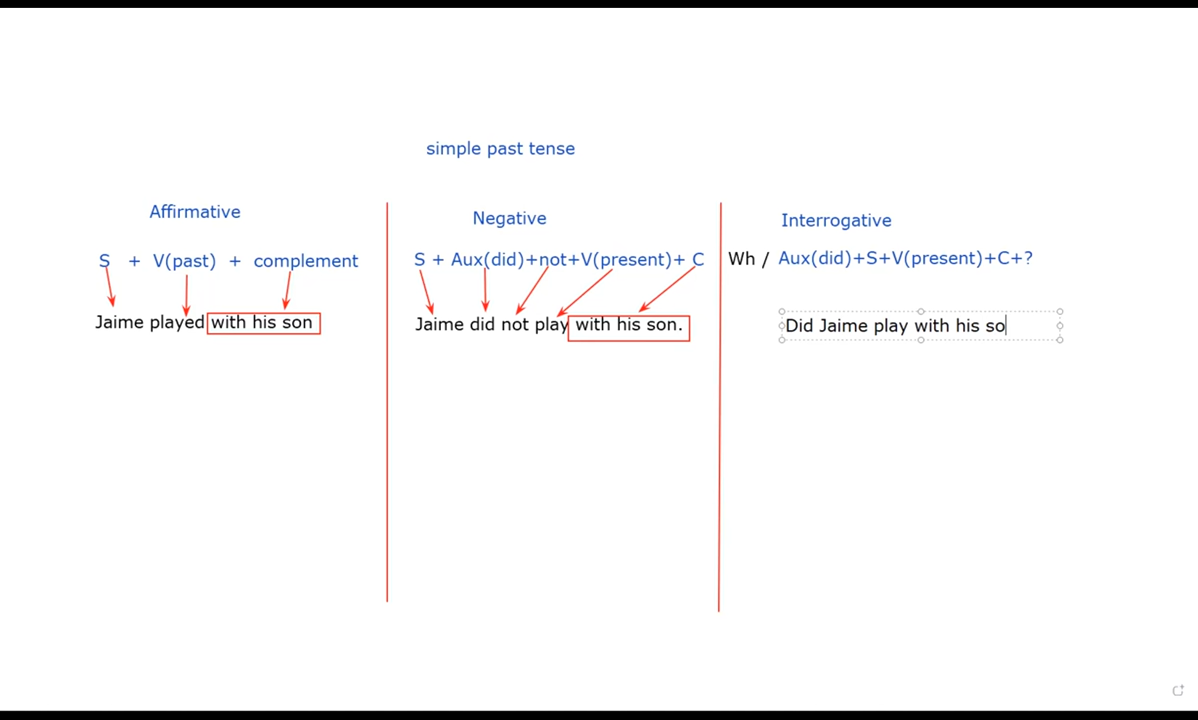 simple past tense
Affirmative
S + V(past) + complement
Jaime played with his son
Negative
S + Aux(did)+not+V(present)+ C
Jaime did not play with his son.
Interrogative
Wh / Aux(did)+S+V(present)+C+?
Did Jaime play with his so